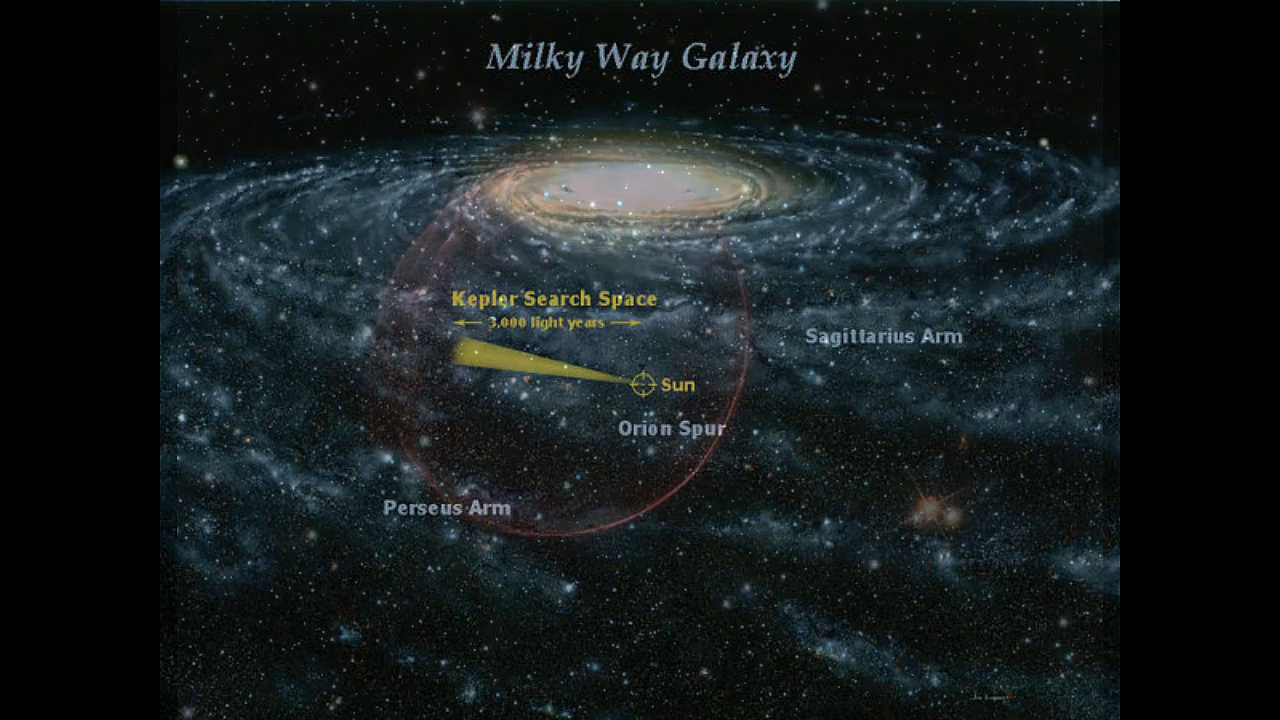 Milky Way Galaxy
Kepler Search Space
3,000 light years
Sagittarius Arm
Sun
Orion Spur
Perseus Arm